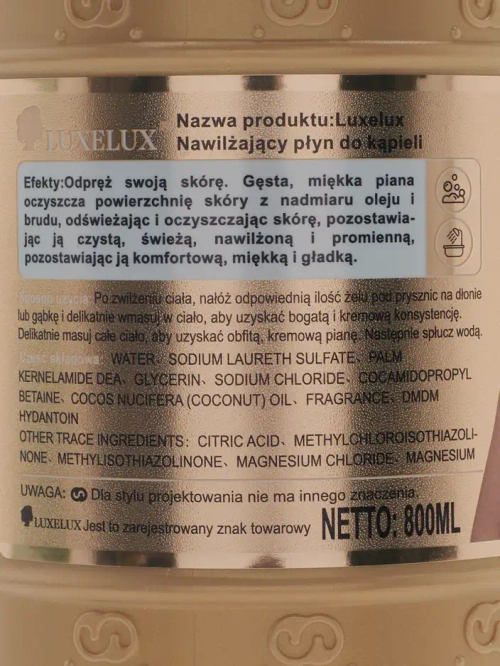 LUXELUX
Nazwa produktu:Luxelux
Nawilżający płyn do kąpieli
Efekty:Odpręż swoją skórę. Gęsta, miękka piana
oczyszcza powierzchnię skóry z nadmiaru oleju i
brudu, odświeżając i oczyszczając skórę, pozostawia-
jąc ją czystą, świeżą, nawilżoną i promienną,
pozostawiając ją komfortową, miękką i gładką.
Sposób użycia: Po zwilżeniu ciała, nałóż odpowiednią ilość żelu pod prysznic na dłonie
lub gąbkę i delikatnie wmasuj w ciało, aby uzyskać bogatą i kremową konsystencję.
Delikatnie masuj całe ciało, aby uzyskać obfitą, kremową pianę. Następnie spłucz wodą.
Część składowa: WATER、SODIUM LAURETH SULFATE、PALM
KERNELAMIDE DEA、GLYCERIN、SODIUM CHLORIDE、COCAMIDOPROPYL
BETAINE、COCOS NUCIFERA (COCONUT) OIL、FRAGRANCE、DMDM
HYDANTOIN
OTHER TRACE INGREDIENTS：CITRIC ACID、METHYLCHLOROISOTHIAZOLI-
NONE、METHYLISOTHIAZOLINONE、MAGNESIUM CHLORIDE、MAGNESIUM
UWAGA: Dla stylu projektowania nie ma innego znaczenia.
LUXELUX Jest to zarejestrowany znak towarowy
NETTO: 800ML